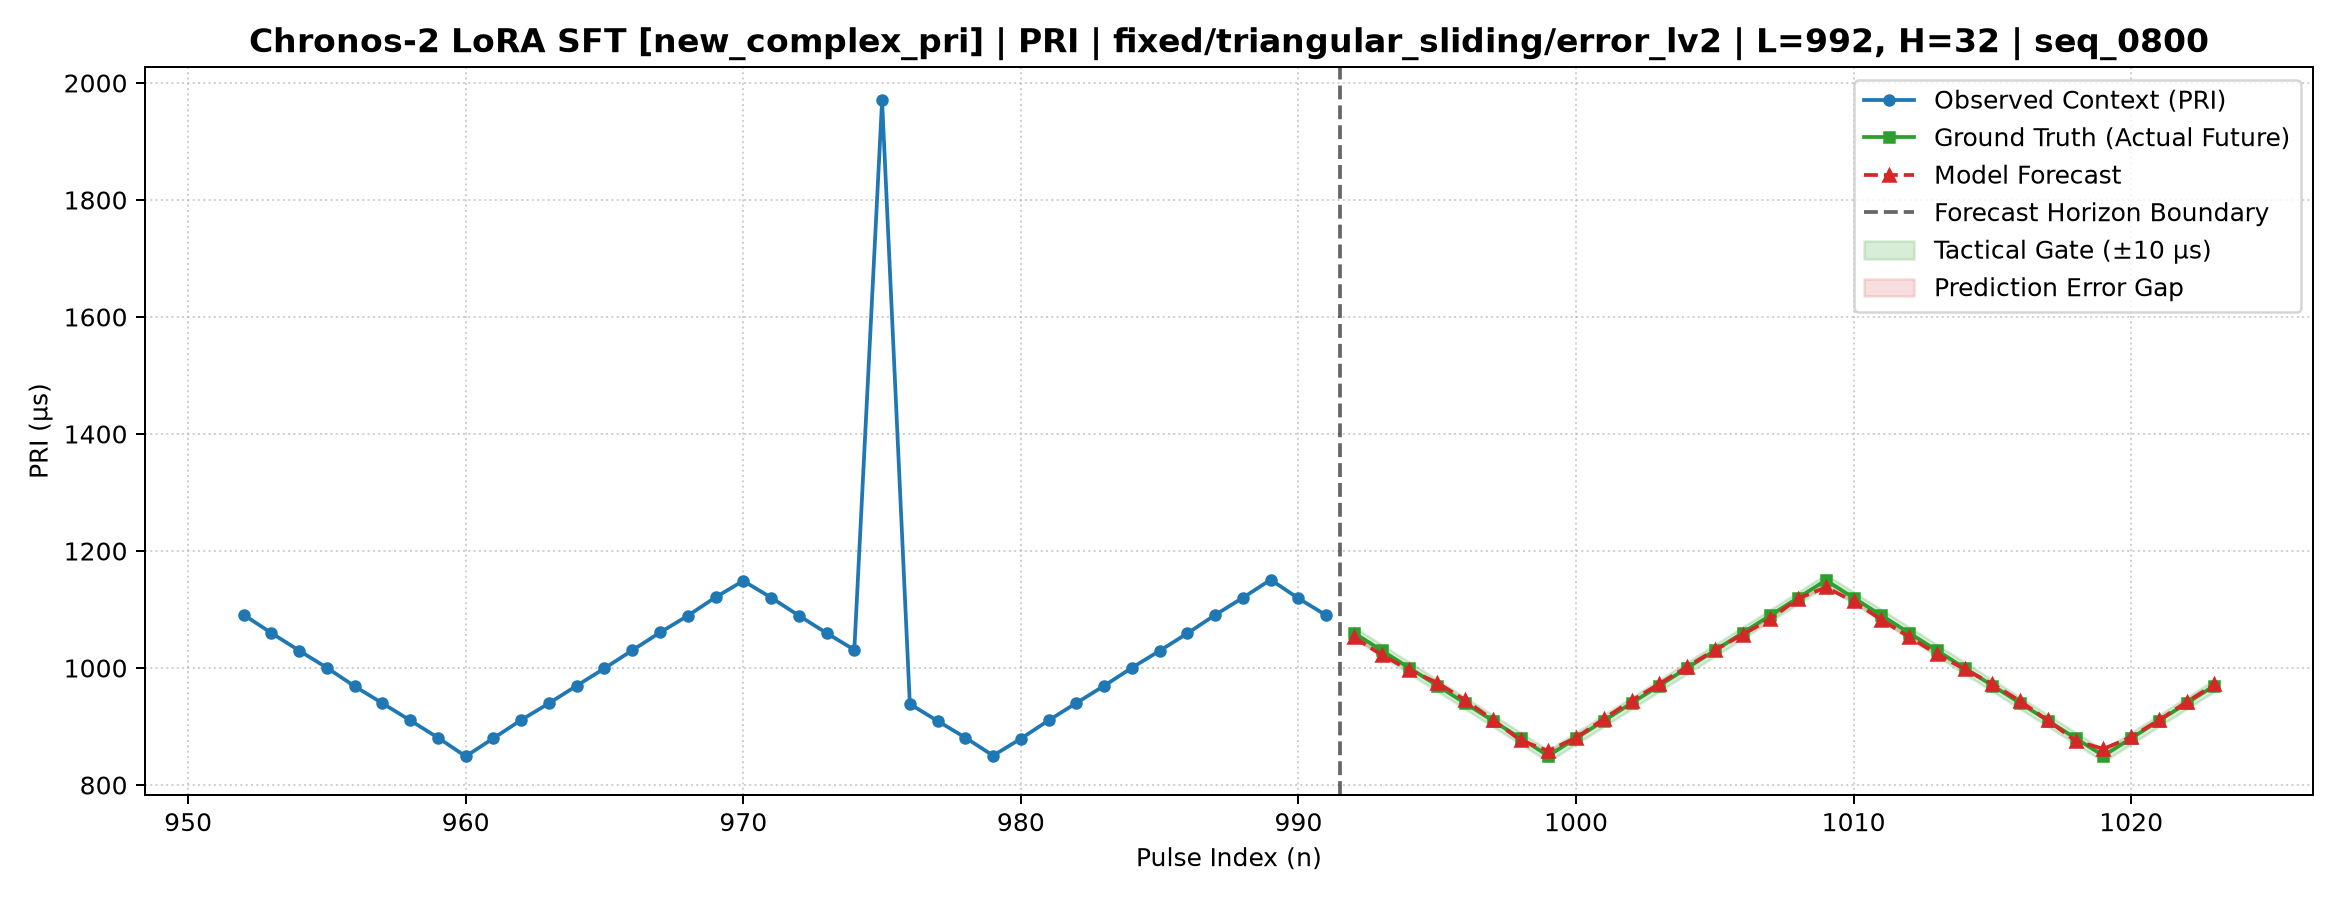 Chronos-2 LoRA SFT [new_complex_pri] | PRI | fixed/triangular_sliding/error_lv2 | L=992, H=32 | seq_0800
2000
1800
1600
1400
1200
1000
800
PRI (µs)
Observed Context (PRI)
Ground Truth (Actual Future)
Model Forecast
Forecast Horizon Boundary
Tactical Gate (±10 µs)
Prediction Error Gap
950 960 970 980 990 1000 1010 1020
Pulse Index (n)